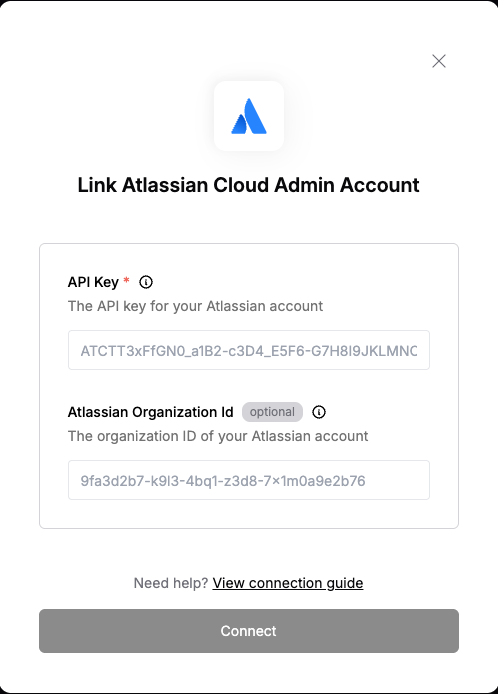 Link Atlassian Cloud Admin Account
API Key *
The API key for your Atlassian account
ATCTT3xFfGN0_a1B2-c3D4_E5F6-G7H8I9JKLMNC
Atlassian Organization Id optional
The organization ID of your Atlassian account
9fa3d2b7-k9l3-4bq1-z3d8-7x1m0a9e2b76
Need help? View connection guide
Connect